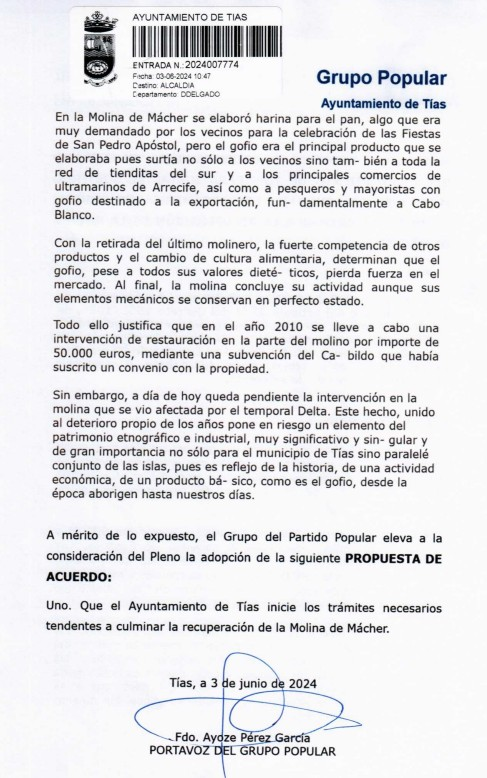 AYUNTAMIENTO DE TIAS
ENTRADA N.:2024007774
Fecha: 03-06-2024 10:47
Destino: ALCALDIA
Departamento: DDELGADO
Grupo Popular
Ayuntamiento de Tías
En la Molina de Mácher se elaboró harina para el pan, algo que era
muy demandado por los vecinos para la celebración de las Fiestas
de San Pedro Apóstol, pero el gofio era el principal producto que se
elaboraba pues surtía no sólo a los vecinos sino tam- bién a toda la
red de tienditas del sur y a los principales comercios de
ultramarinos de Arrecife, así como a pesqueros y mayoristas con
gofio destinado a la exportación, fun- damentalmente a Cabo
Blanco.
Con la retirada del último molinero, la fuerte competencia de otros
productos y el cambio de cultura alimentaria, determinan que el
gofio, pese a todos sus valores dieté- ticos, pierda fuerza en el
mercado. Al final, la molina concluye su actividad aunque sus
elementos mecánicos se conservan en perfecto estado.
Todo ello justifica que en el año 2010 se lleve a cabo una
intervención de restauración en la parte del molino por importe de
50.000 euros, mediante una subvención del Ca- bildo que había
suscrito un convenio con la propiedad.
Sin embargo, a día de hoy queda pendiente la intervención en la
molina que se vio afectada por el temporal Delta. Este hecho, unido
al deterioro propio de los años pone en riesgo un elemento del
patrimonio etnográfico e industrial, muy significativo y sin- gular y
de gran importancia no sólo para el municipio de Tías sino paralelé
conjunto de las islas, pues es reflejo de la historia, de una actividad
económica, de un producto bá- sico, como es el gofio, desde la
época aborigen hasta nuestros días.
A mérito de lo expuesto, el Grupo del Partido Popular eleva a la
consideración del Pleno la adopción de la siguiente PROPUESTA DE
ACUERDO:
Uno. Que el Ayuntamiento de Tías inicie los trámites necesarios
tendentes a culminar la recuperación de la Molina de Mácher.
Tías, a 3 de junio de 2024
Fdo. Ayoze Pérez García
PORTAVOZ DEL GRUPO POPULAR